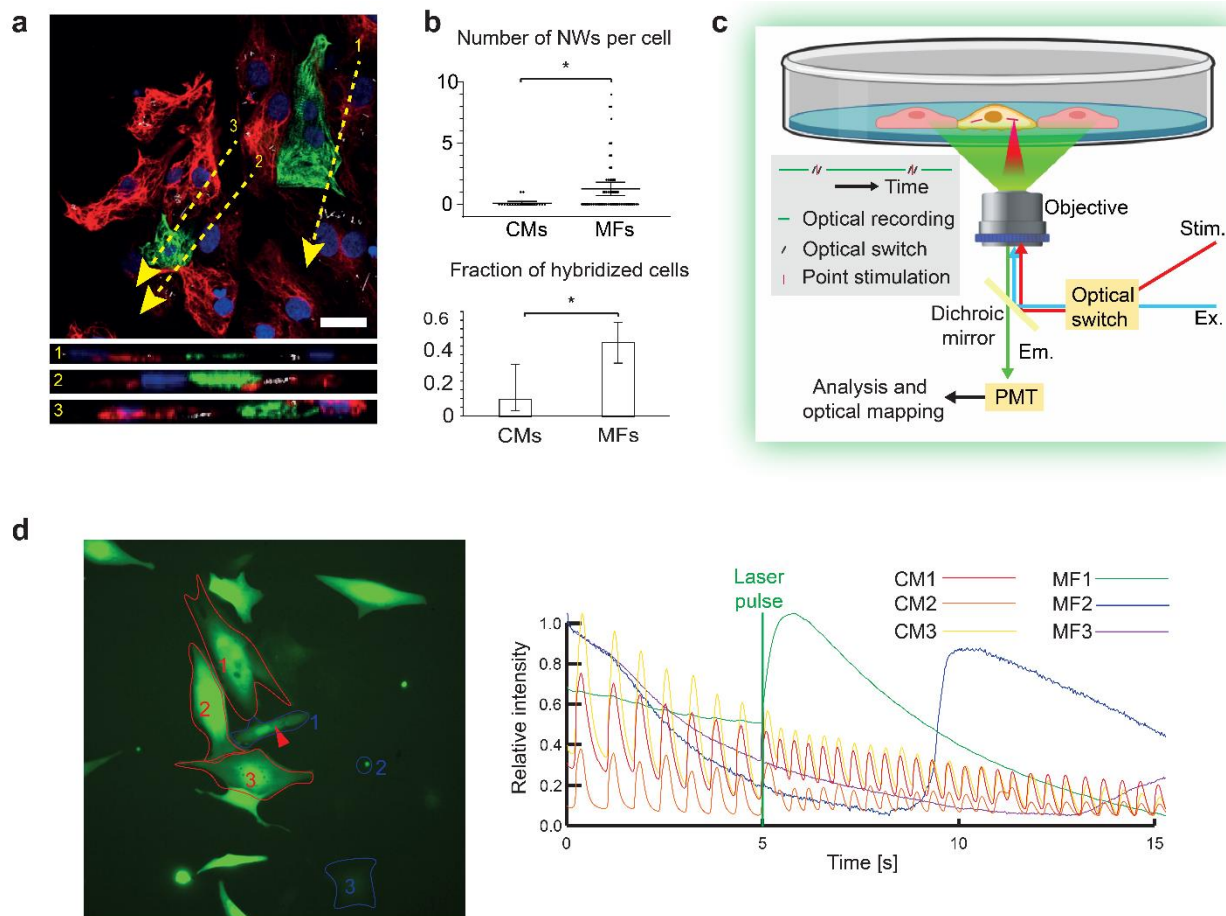 a
1
3
2
1
2
3
b
Number of NWs per cell
*
10
5
0
CMs MFs
Fraction of hybridized cells
*
0.6
0.4
0.2
0
CMs MFs
c
Time
Optical recording
Optical switch
Point stimulation
Objective
Stim.
Optical
switch
Ex.
Dichroic
mirror
Em.
Analysis and
optical mapping
PMT
d
1
2
1
3
2
3
Laser
pulse
CM1 MF1
CM2 MF2
CM3 MF3
Relative intensity
1.0
0.8
0.6
0.4
0.2
0.0
0 5 10 15
Time [s]